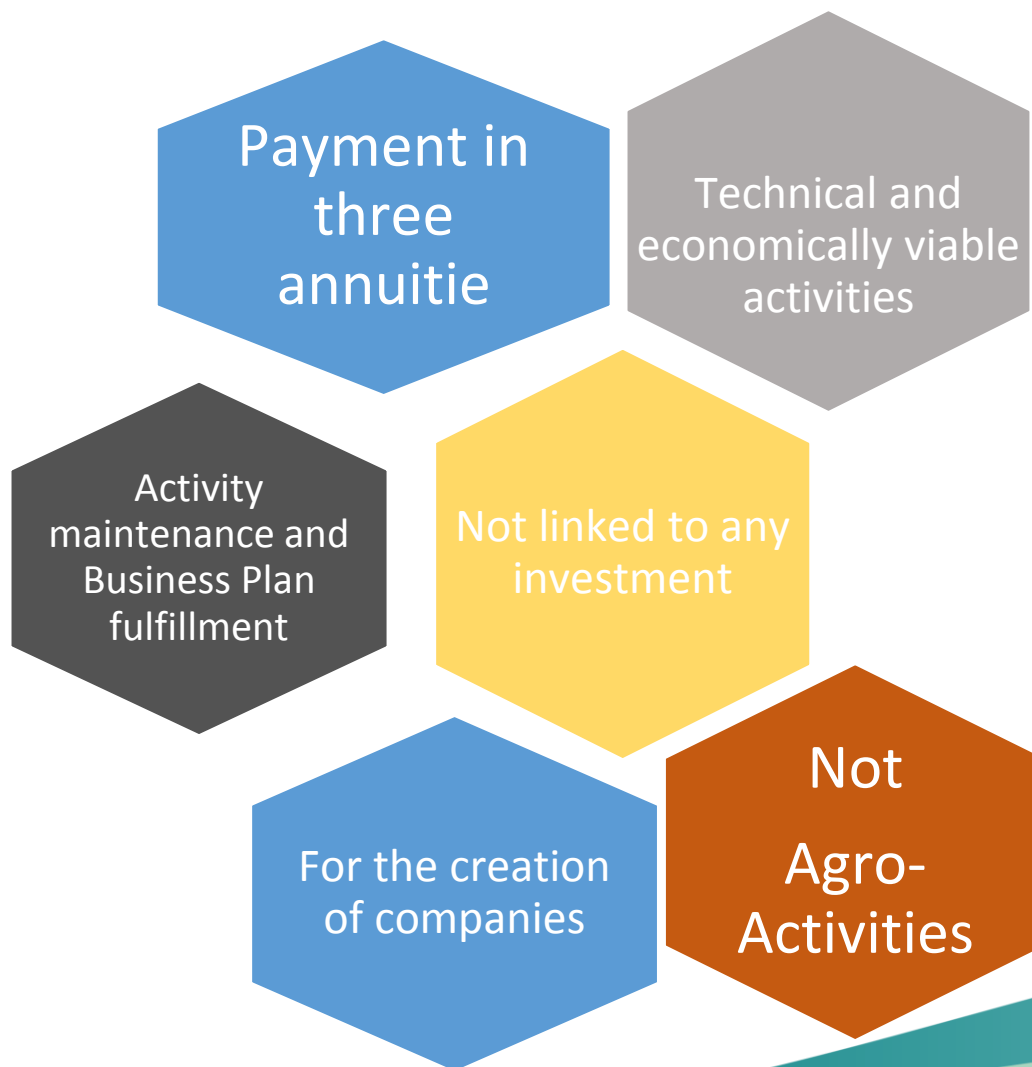 Payment in
three
annuitie
Technical and
economically viable
activities
Activity
maintenance and
Business Plan
fulfillment
Not linked to any
investment
For the creation
of companies
Not
Agro-
Activities